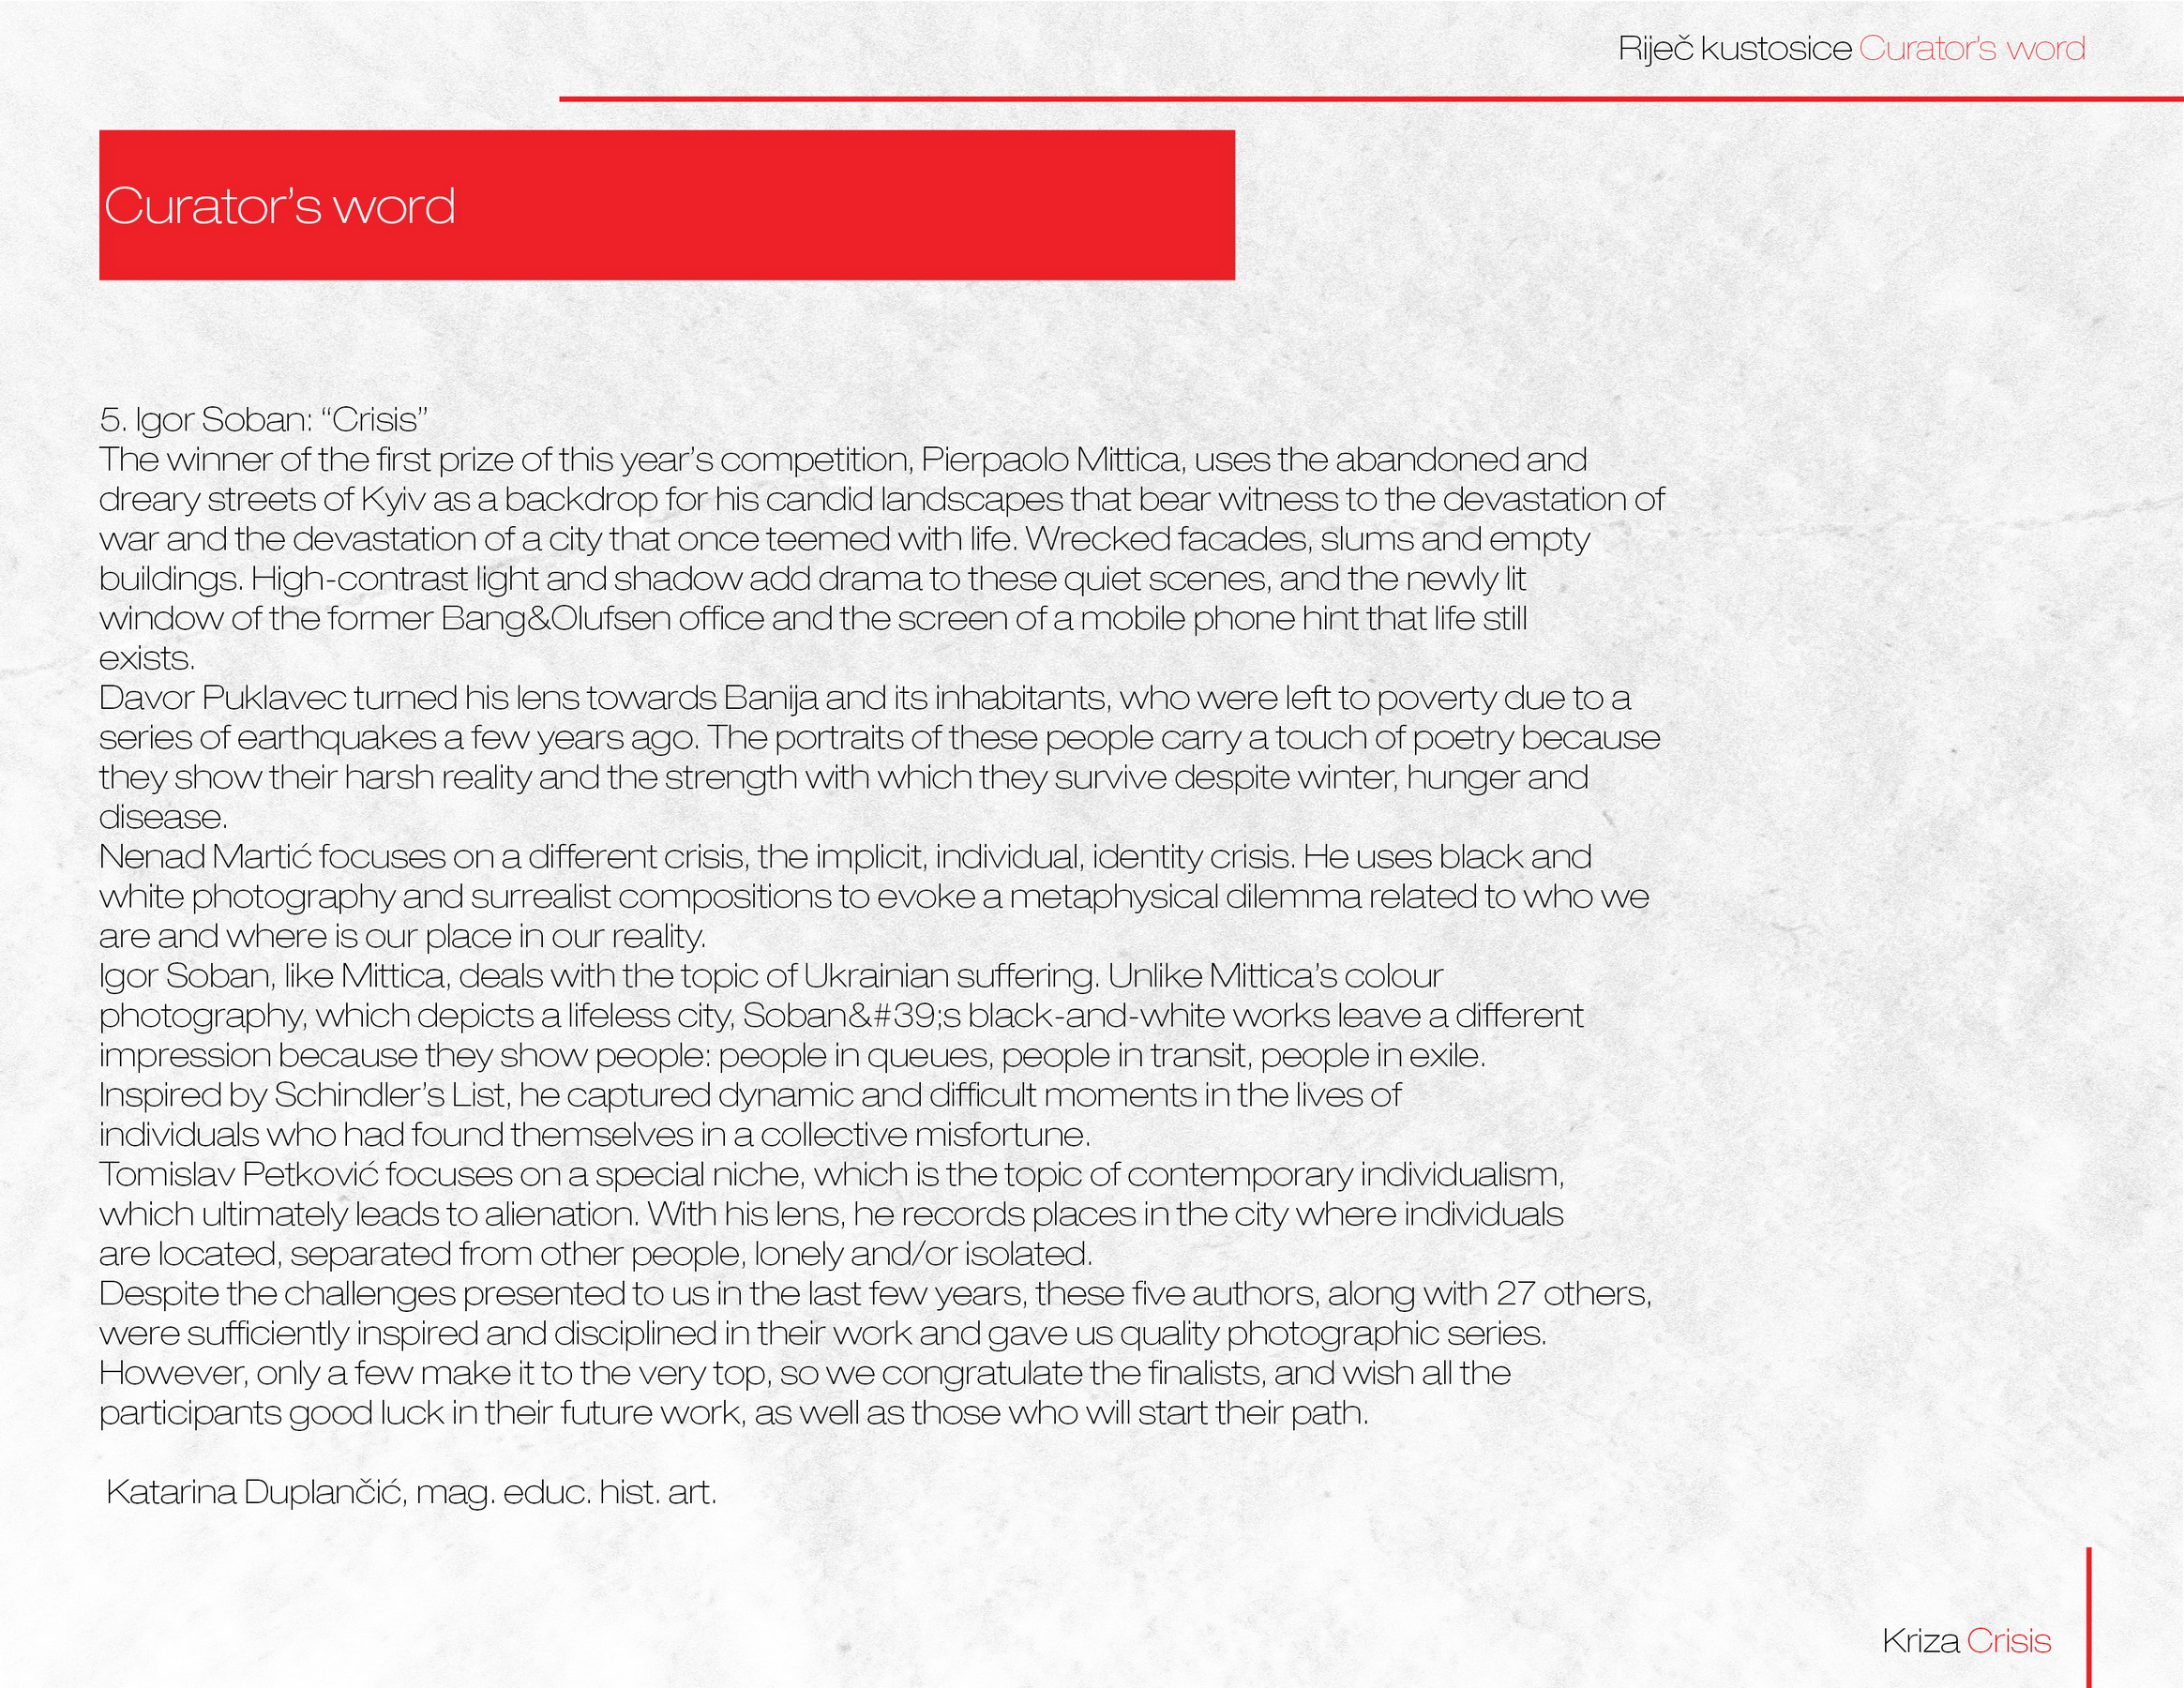 Riječ kustosice Curator's word
Curator's word
5. Igor Soban: “Crisis”
The winner of the first prize of this year's competition, Pierpaolo Mittica, uses the abandoned and
dreary streets of Kyiv as a backdrop for his candid landscapes that bear witness to the devastation of
war and the devastation of a city that once teemed with life. Wrecked facades, slums and empty
buildings. High-contrast light and shadow add drama to these quiet scenes, and the newly lit
window of the former Bang&Olufsen office and the screen of a mobile phone hint that life still
exists.
Davor Puklavec turned his lens towards Banija and its inhabitants, who were left to poverty due to a
series of earthquakes a few years ago. The portraits of these people carry a touch of poetry because
they show their harsh reality and the strength with which they survive despite winter, hunger and
disease.
Nenad Martić focuses on a different crisis, the implicit, individual, identity crisis. He uses black and
white photography and surrealist compositions to evoke a metaphysical dilemma related to who we
are and where is our place in our reality.
Igor Soban, like Mittica, deals with the topic of Ukrainian suffering. Unlike Mittica's colour
photography, which depicts a lifeless city, Soban&#39;s black-and-white works leave a different
impression because they show people: people in queues, people in transit, people in exile.
Inspired by Schindler's List, he captured dynamic and difficult moments in the lives of
individuals who had found themselves in a collective misfortune.
Tomislav Petković focuses on a special niche, which is the topic of contemporary individualism,
which ultimately leads to alienation. With his lens, he records places in the city where individuals
are located, separated from other people, lonely and/or isolated.
Despite the challenges presented to us in the last few years, these five authors, along with 27 others,
were sufficiently inspired and disciplined in their work and gave us quality photographic series.
However, only a few make it to the very top, so we congratulate the finalists, and wish all the
participants good luck in their future work, as well as those who will start their path.
Katarina Duplančić, mag. educ. hist. art.
Kriza Crisis